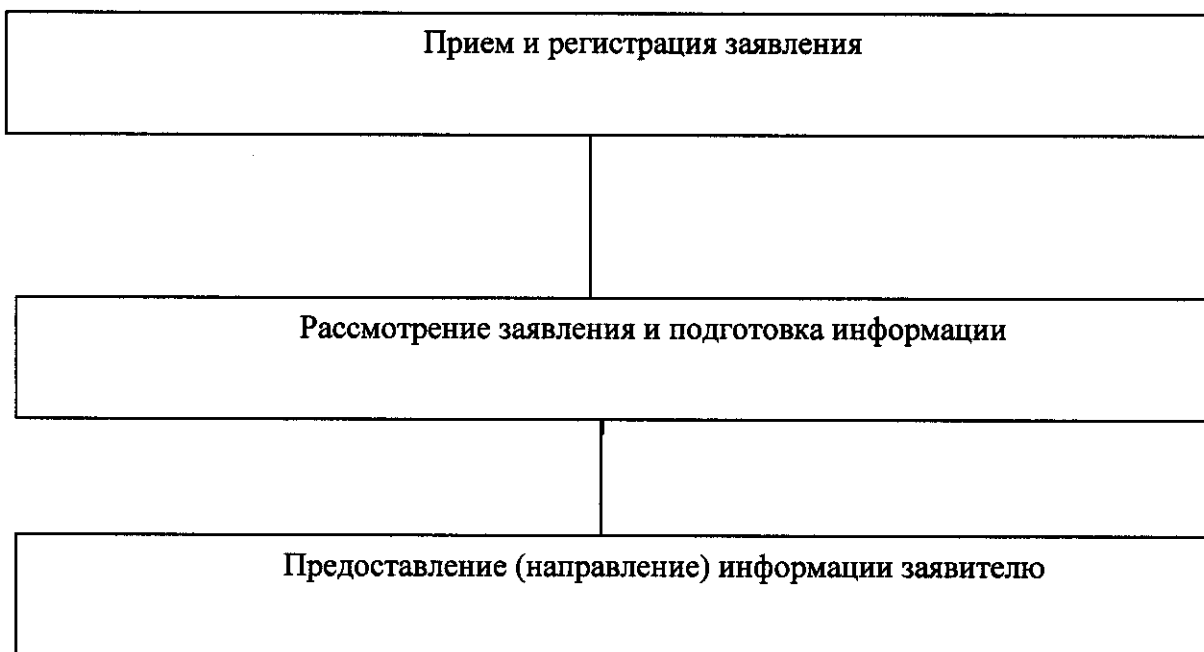 Прием и регистрация заявления
Рассмотрение заявления и подготовка информации
Предоставление (направление) информации заявителю